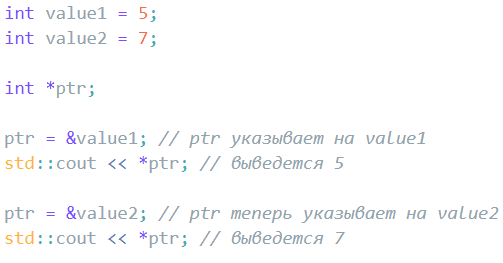 int value1 = 5;
int value2 = 7;
int *ptr;
ptr = &value1; // ptr указывает на value1
std::cout << *ptr; // выведется 5
ptr = &value2; // ptr теперь указывает на value2
std::cout << *ptr; // выведется 7